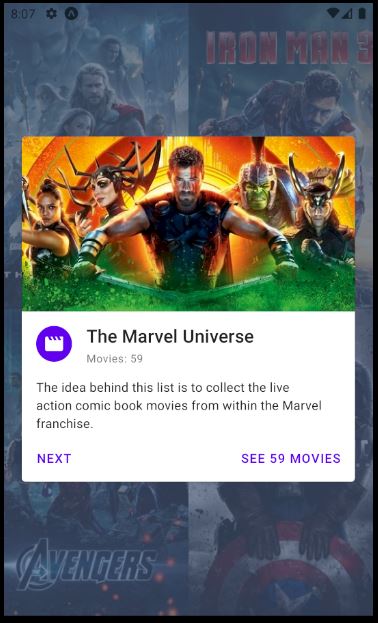 8:07
IRON MAN 3
TH
The Marvel Universe
Movies: 59
The idea behind this list is to collect the live
action comic book movies from within the Marvel
franchise.
NEXT
SEE 59 MOVIES
AVENGERS